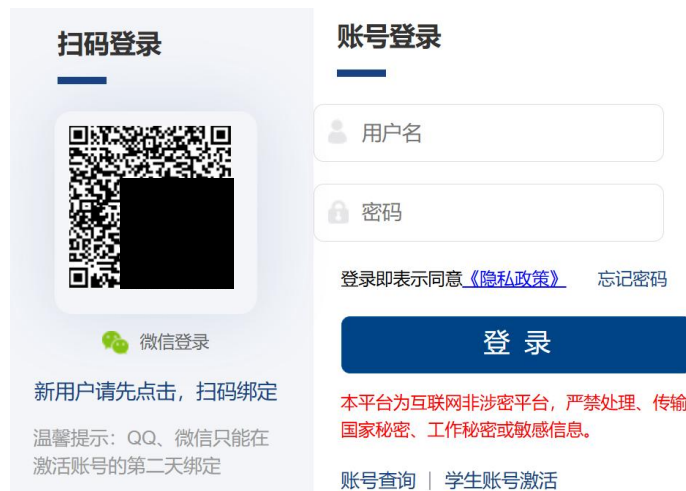 扫码登录
微信登录
新用户请先点击，扫码绑定
温馨提示：QQ、微信只能在
激活账号的第二天绑定
账号登录
用户名
密码
登录即表示同意《隐私政策》 忘记密码
登 录
本平台为互联网非涉密平台，严禁处理、传输
国家秘密、工作秘密或敏感信息。
账号查询 | 学生账号激活